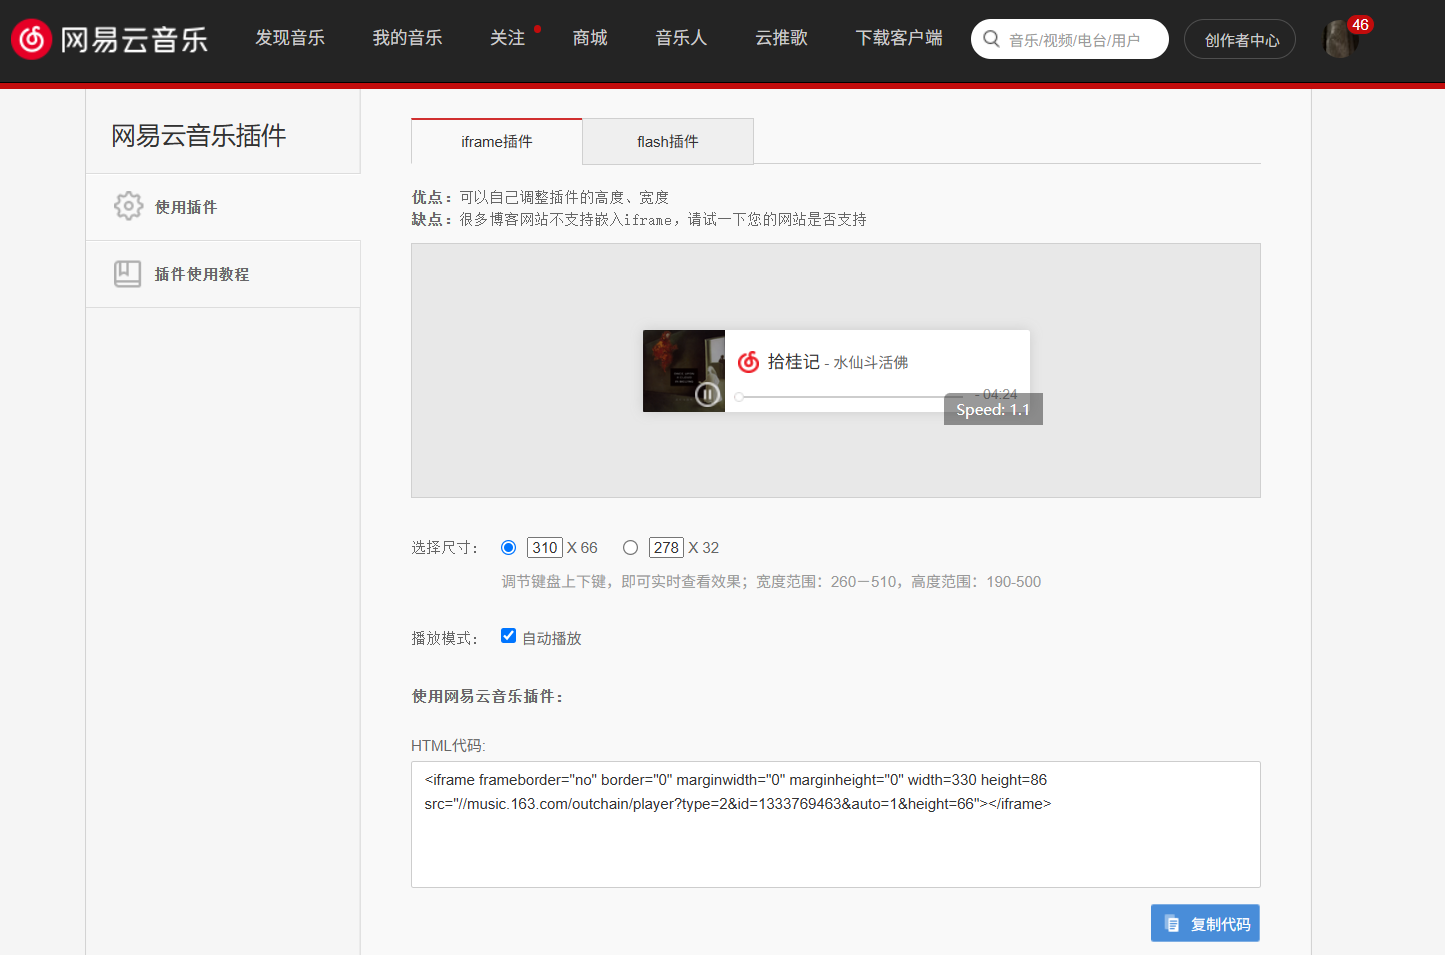 网易云音乐
发现音乐
我的音乐
关注
商城
音乐人
云推歌
下载客户端
音乐/视频/电台/用户
创作者中心
46
网易云音乐插件
使用插件
插件使用教程
iframe插件
flash插件
优点：可以自己调整插件的高度、宽度
缺点：很多博客网站不支持嵌入iframe，请试一下您的网站是否支持
拾桂记 - 水仙斗活佛
- 04:24
Speed: 1.1
选择尺寸： 310 X 66 278 X 32
调节键盘上下键，即可实时查看效果；宽度范围：260－510，高度范围：190-500
播放模式： 自动播放
使用网易云音乐插件：
HTML代码:
<iframe frameborder="no" border="0" marginwidth="0" marginheight="0" width=330 height=86
src="//music.163.com/outchain/player?type=2&id=1333769463&auto=1&height=66"></iframe>
复制代码